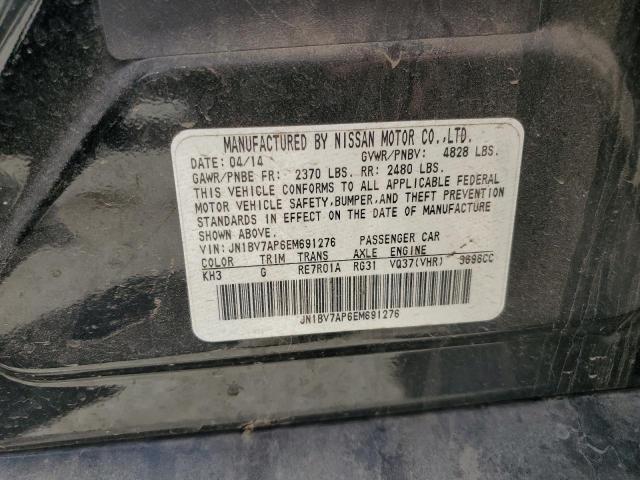 MANUFACTURED BY NISSAN MOTOR CO.,LTD.
DATE: 04/14 GVWR/PNBV: 4828 LBS.
GAWR/PNBE FR: 2370 LBS. RR: 2480 LBS.
THIS VEHICLE CONFORMS TO ALL APPLICABLE FEDERAL
MOTOR VEHICLE SAFETY,BUMPER,AND THEFT PREVENTION
STANDARDS IN EFFECT ON THE DATE OF MANUFACTURE
SHOWN ABOVE.
VIN: JN1BV7AP6EM691276 PASSENGER CAR
COLOR TRIM TRANS AXLE ENGINE
KH3 G RE7R01A RG31 VQ37(VHR) 3696CC
JN1BV7AP6EM691276